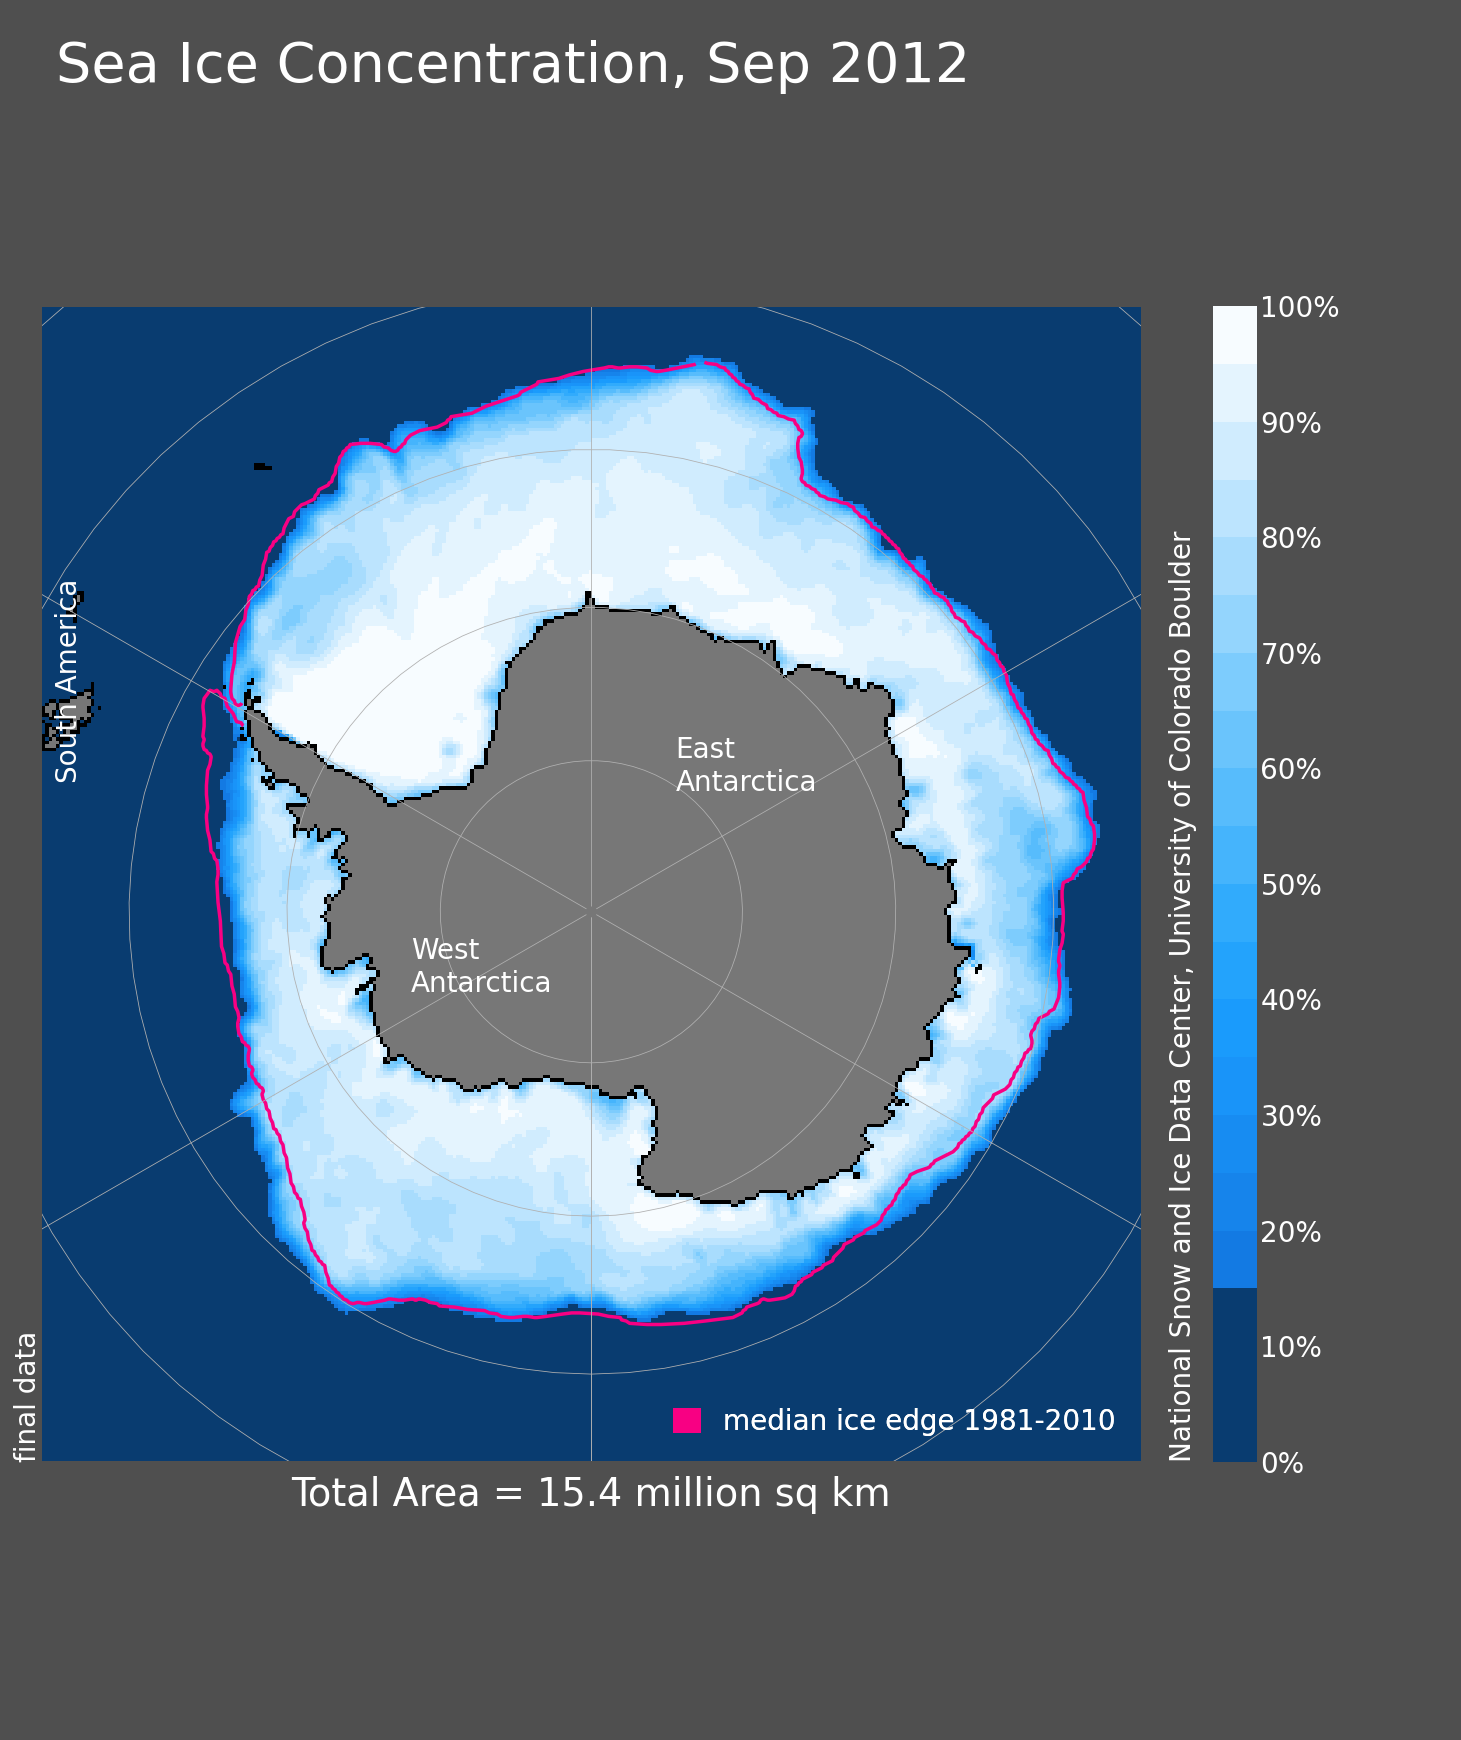 Sea Ice Concentration, Sep 2012
South America
East
Antarctica
West
Antarctica
final data
median ice edge 1981-2010
Total Area = 15.4 million sq km
National Snow and Ice Data Center, University of Colorado Boulder
100%
90%
80%
70%
60%
50%
40%
30%
20%
10%
0%